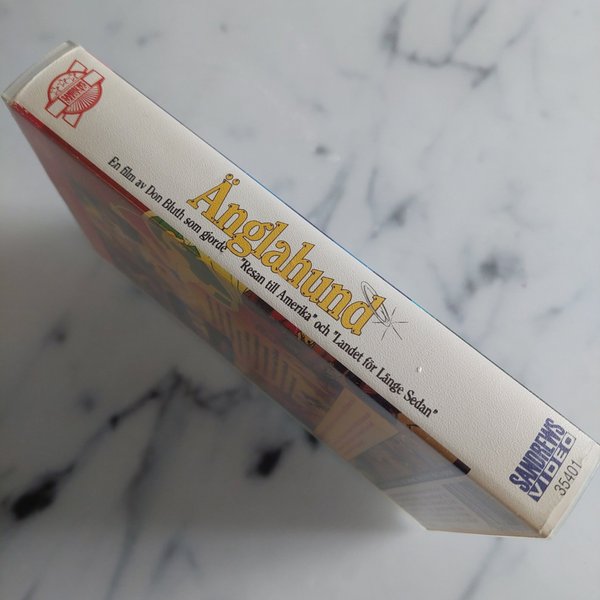 Änglahund
En film av Don Bluth som gjorde "Resan till Amerika" och "Landet för Länge Sedan"
SANDREWS
VIDEO
35401